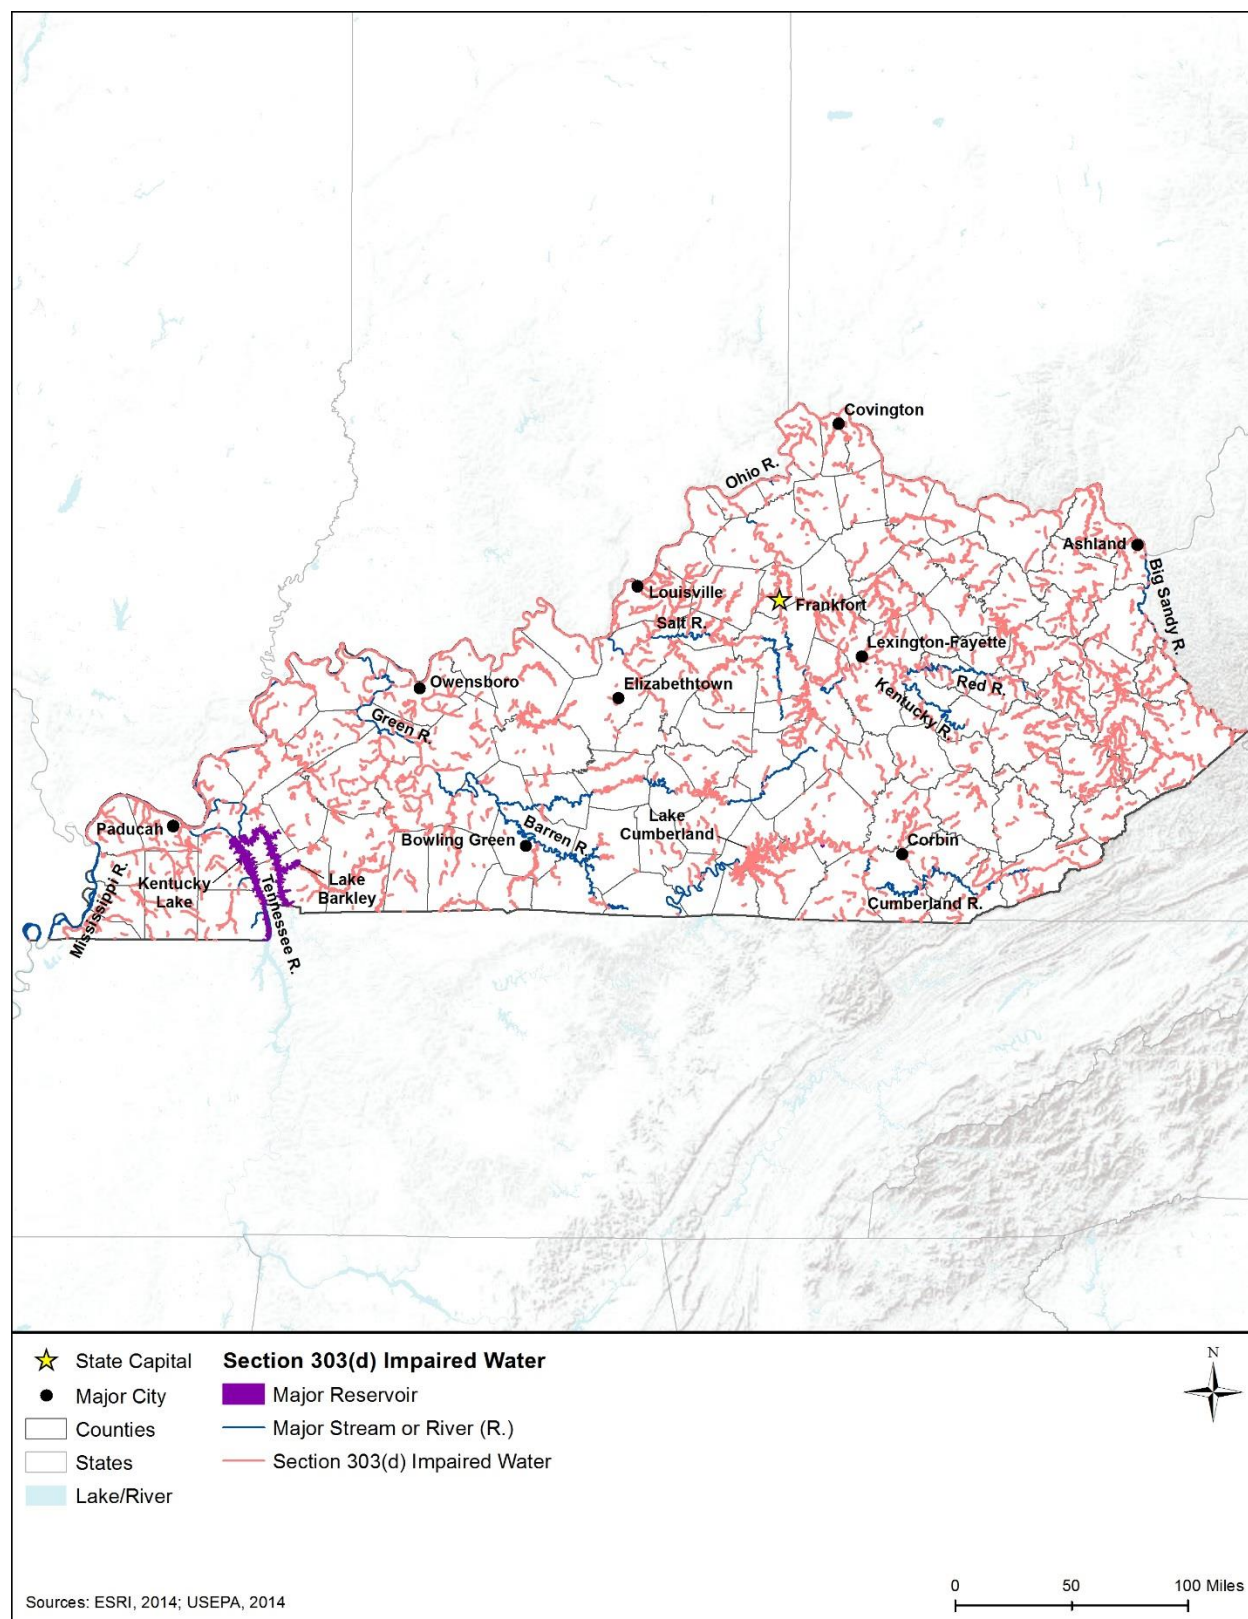 Covington
Ohio R.
Ashland
Big Sandy R.
Louisville
Frankfort
Salt R.
Lexington-Fayette
Owensboro
Elizabethtown
Red R.
Kentucky R.
Green R.
Paducah
Lake
Cumberland
Barren R.
Bowling Green
Corbin
Kentucky
Lake
Lake
Barkley
Cumberland R.
Mississippi R.
Tennessee R.
State Capital
Major City
Counties
States
Lake/River
Section 303(d) Impaired Water
Major Reservoir
Major Stream or River (R.)
Section 303(d) Impaired Water
N
0 50 100 Miles
Sources: ESRI, 2014; USEPA, 2014